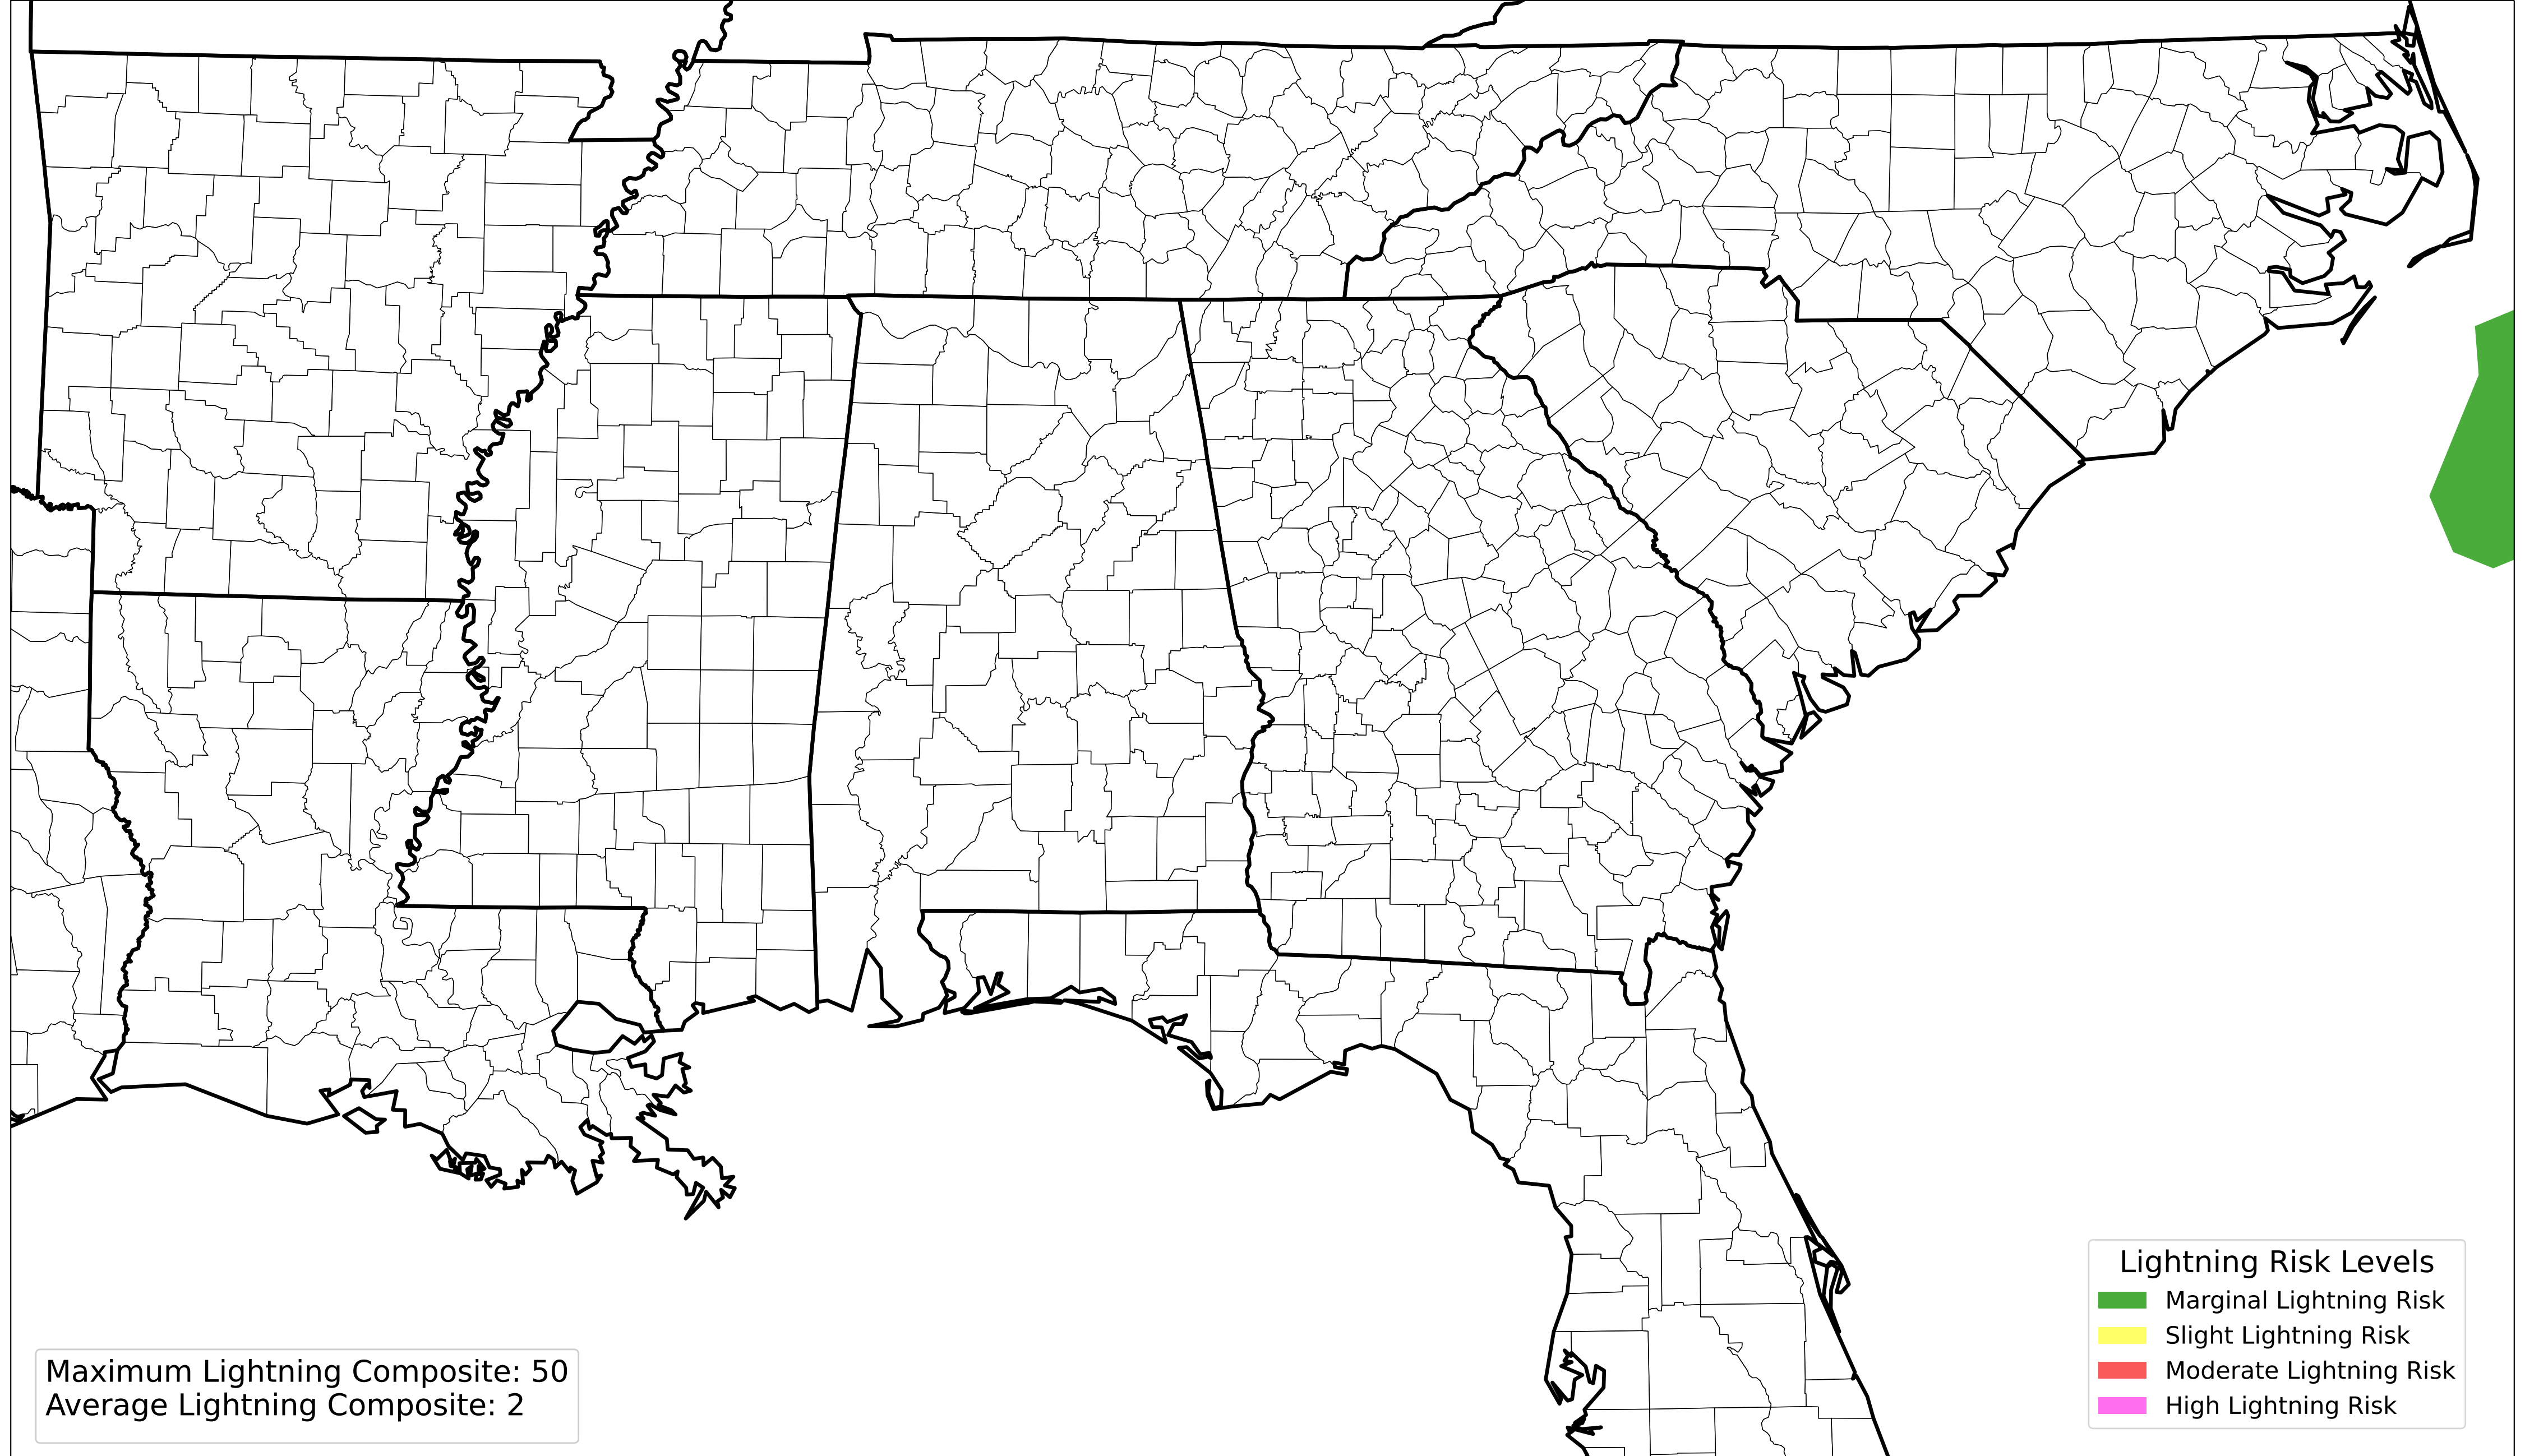 Lightning Risk Levels
Marginal Lightning Risk
Slight Lightning Risk
Moderate Lightning Risk
High Lightning Risk
Maximum Lightning Composite: 50
Average Lightning Composite: 2